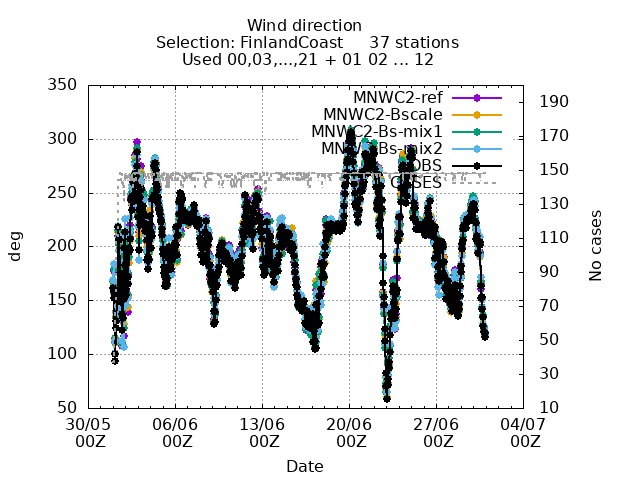 Wind direction
Selection: FinlandCoast 37 stations
Used 00,03,...,21 + 01 02 ... 12
350
300
250
200
150
100
50
190
170
150
130
110
90
70
50
30
10
deg
No cases
MNWC2-ref
MNWC2-Bscale
MNWC2-Bs-mix1
MNWC2-Bs-mix2
OBS
CASES
30/05 06/06 13/06 20/06 27/06 04/07
00Z 00Z 00Z 00Z 00Z 00Z
Date